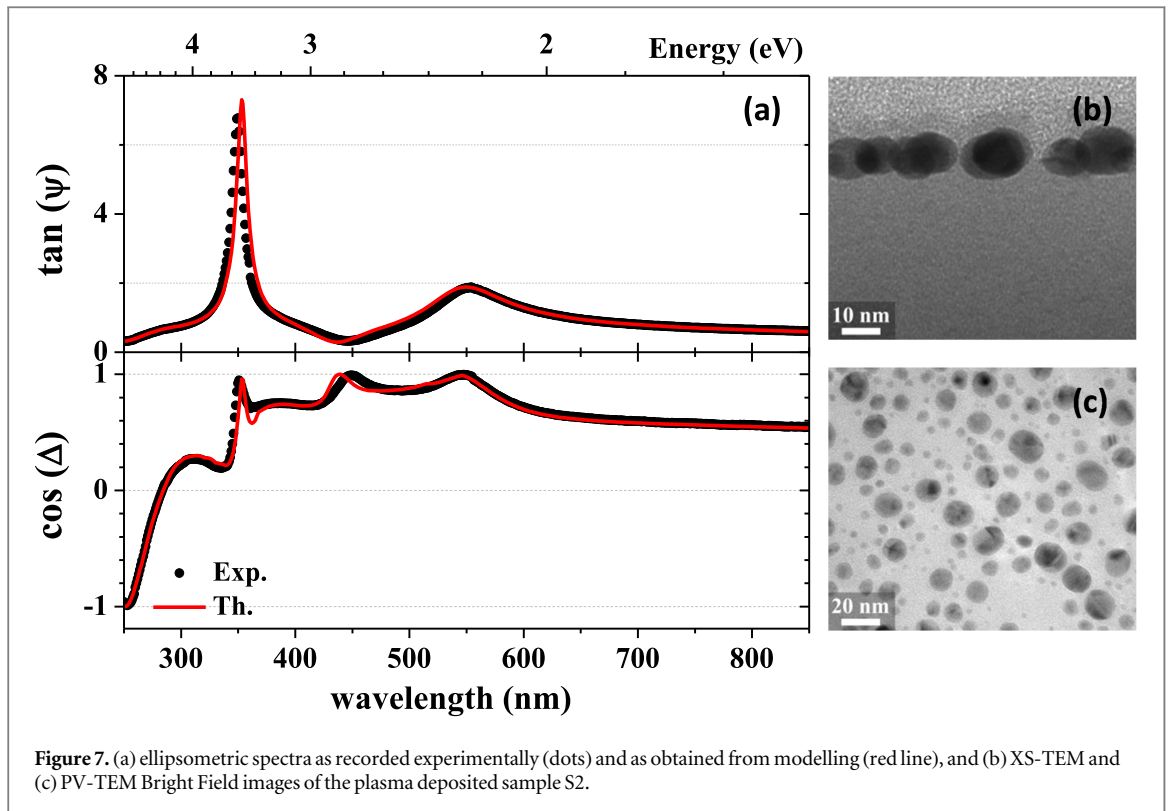 4 3 2 Energy (eV)
8
(a)
tan (ψ)
4
0
1
cos (Δ)
0
Exp.
Th.
-1
300 400 500 600 700 800
wavelength (nm)
(b)
10 nm
(c)
20 nm
Figure 7. (a) ellipsometric spectra as recorded experimentally (dots) and as obtained from modelling (red line), and (b) XS-TEM and
(c) PV-TEM Bright Field images of the plasma deposited sample S2.